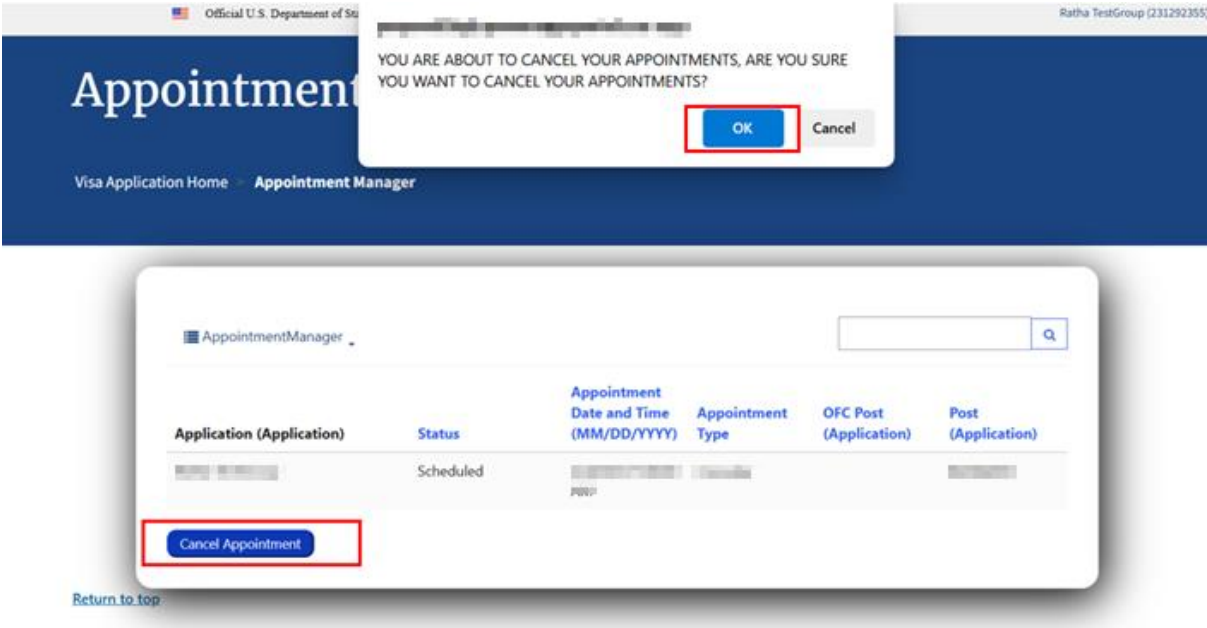 Official U.S. Department of Sta
Ratha TestGroup (231292355)
YOU ARE ABOUT TO CANCEL YOUR APPOINTMENTS, ARE YOU SURE
YOU WANT TO CANCEL YOUR APPOINTMENTS?
OK
Cancel
Appointment
Visa Application Home > Appointment Manager
AppointmentManager
Application (Application)
Status
Appointment
Date and Time
(MM/DD/YYYY)
Appointment
Type
OFC Post
(Application)
Post
(Application)
Scheduled
Cancel Appointment
Return to top